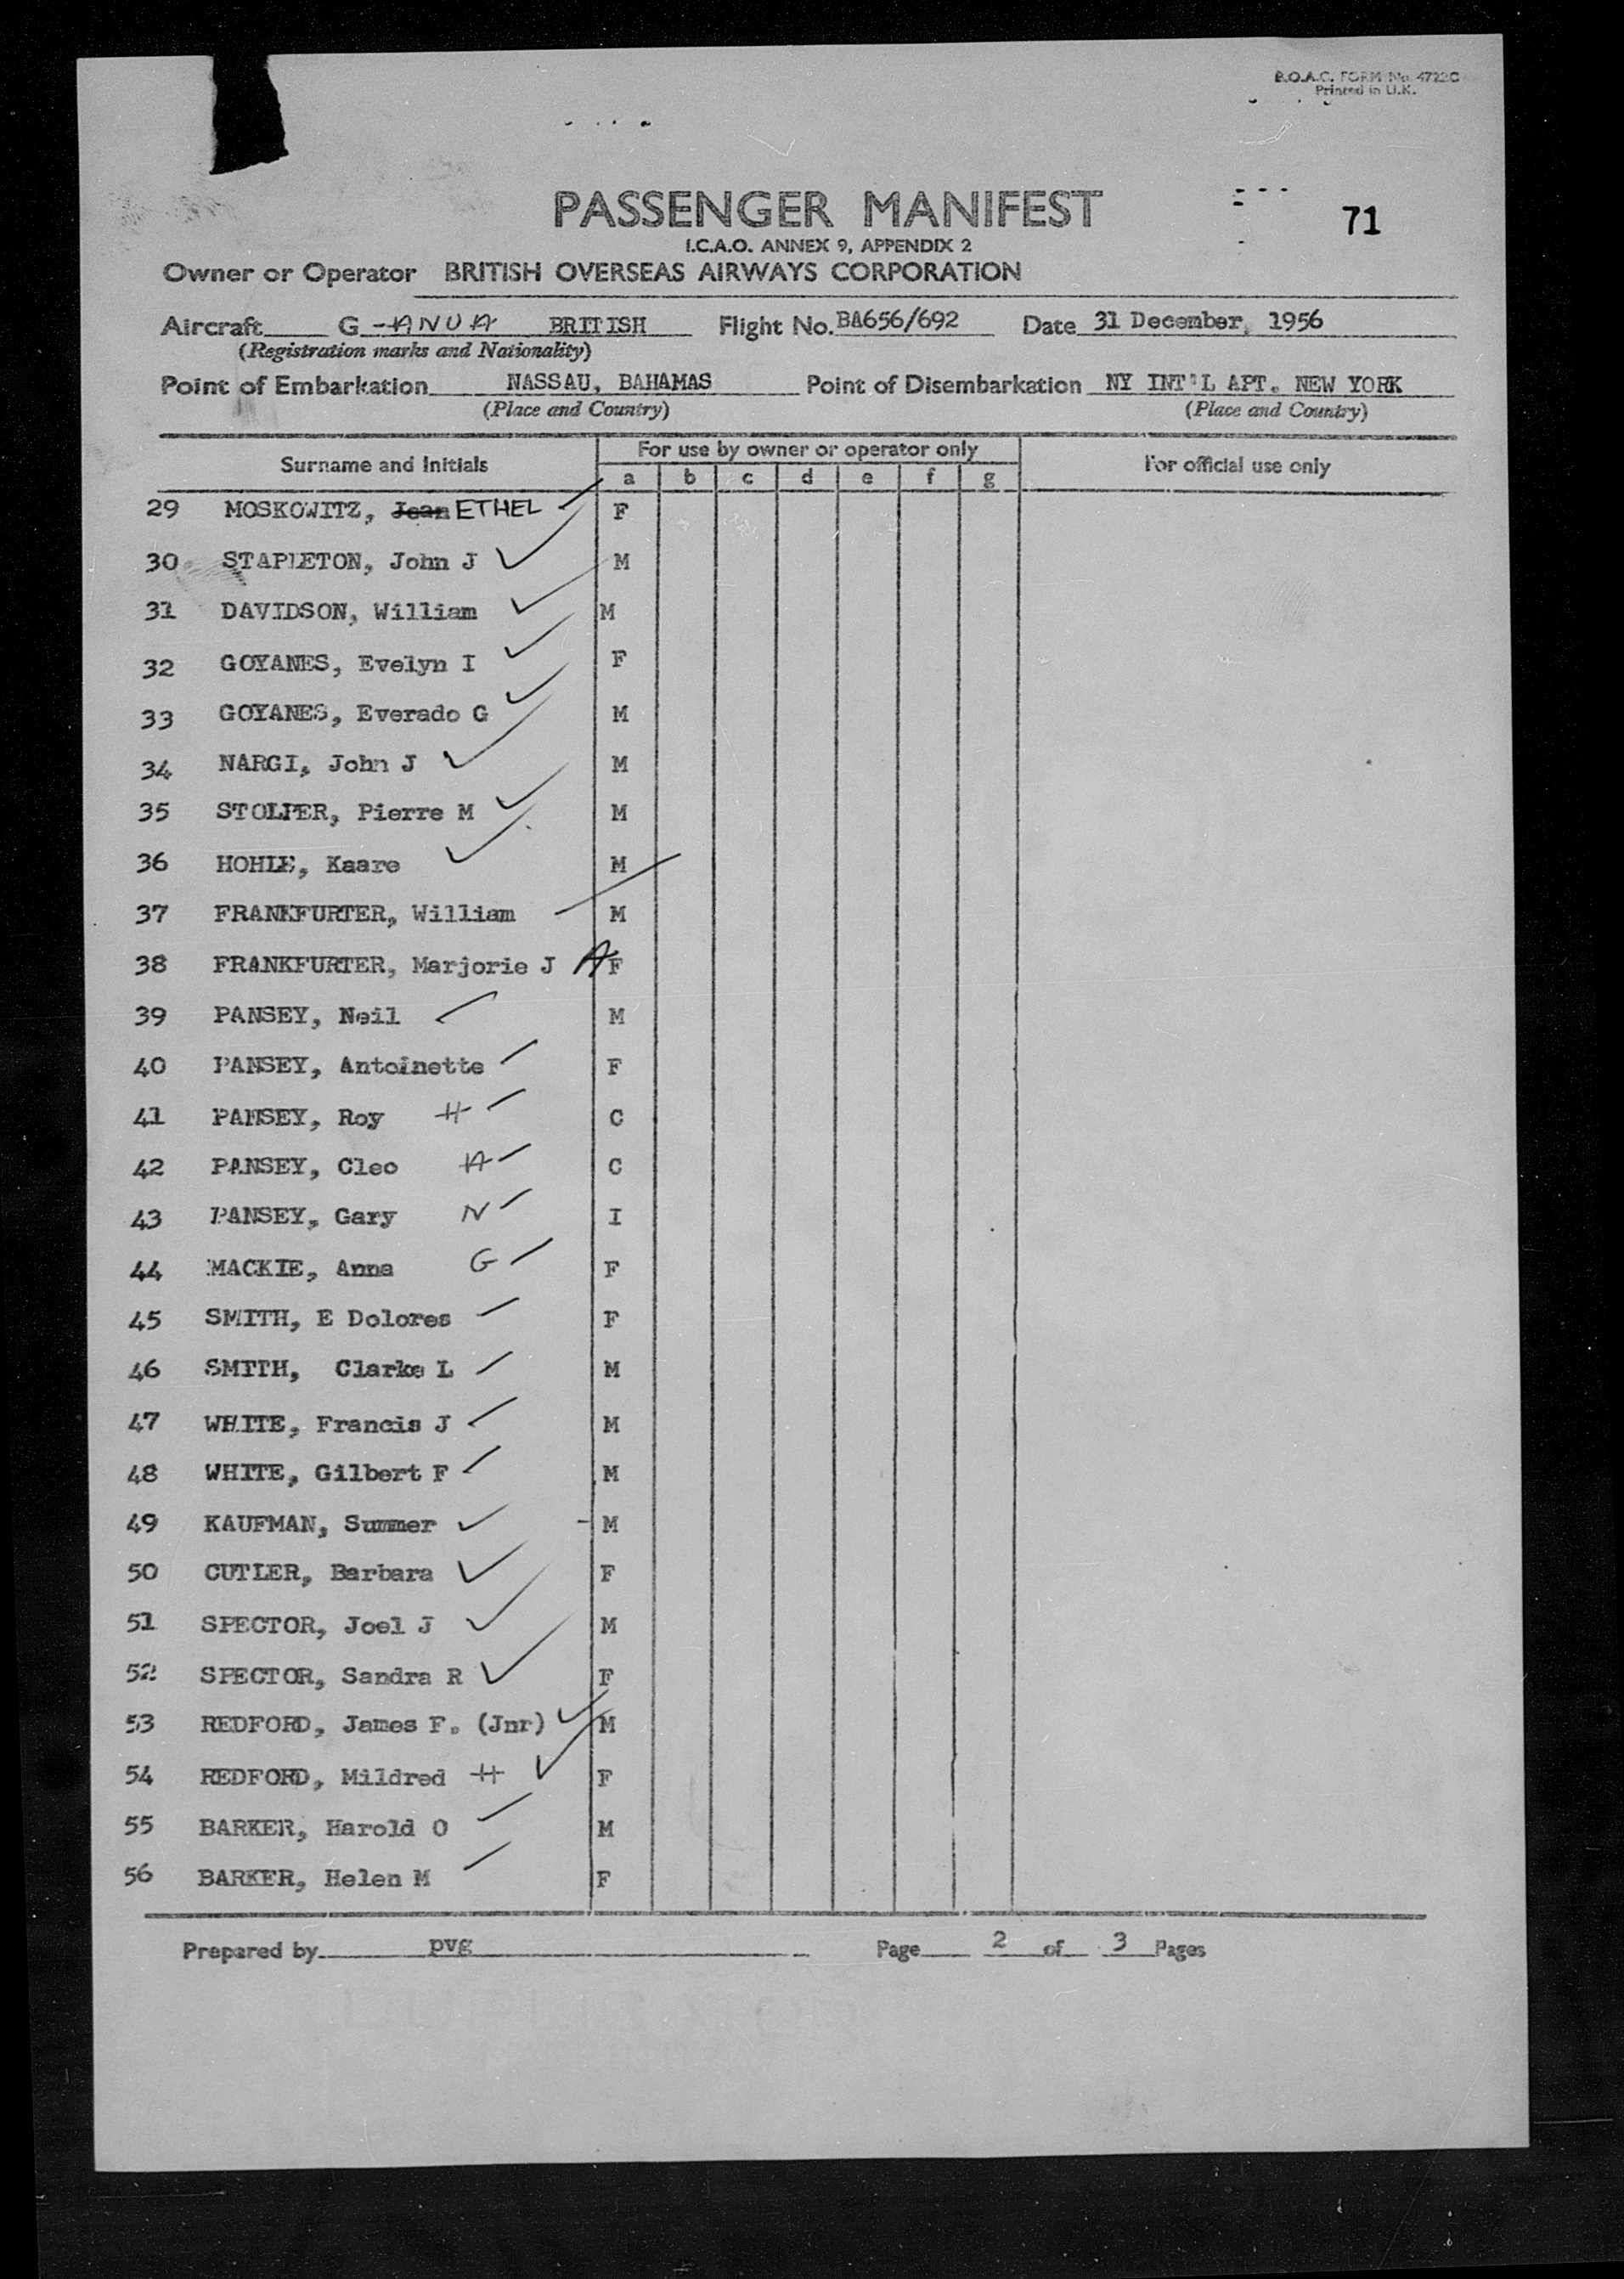 B.O.A.C. FORM No. 4722C
Printed in U.K.
PASSENGER MANIFEST
71
I.C.A.O. ANNEX 9, APPENDIX 2
Owner or Operator BRITISH OVERSEAS AIRWAYS CORPORATION
Aircraft G-ANUA BRITISH Flight No. BA656/692 Date 31 December, 1956
(Registration marks and Nationality)
Point of Embarkation NASSAU, BAHAMAS Point of Disembarkation NY INT'L APT. NEW YORK
(Place and Country) (Place and Country)
Surname and Initials For use by owner or operator only For official use only
a b c d e f g
29 MOSKOWITZ, Jean ETHEL F
30 STAPLETON, John J M
31 DAVIDSON, William M
32 GOYANES, Evelyn I F
33 GOYANES, Everado G M
34 NARGI, John J M
35 STOLPER, Pierre M M
36 HOHLE, Kaare M
37 FRANKFURTER, William M
38 FRANKFURTER, Marjorie J A F
39 PANSEY, Neil M
40 PANSEY, Antoinette F
41 PANSEY, Roy H C
42 PANSEY, Cleo A C
43 PANSEY, Gary N I
44 MACKIE, Anna G F
45 SMITH, E Dolores F
46 SMITH, Clarke L M
47 WHITE, Francis J M
48 WHITE, Gilbert F M
49 KAUFMAN, Summer - M
50 CUTLER, Barbara F
51 SPECTOR, Joel J M
52 SPECTOR, Sandra R F
53 REDFORD, James F. (Jnr) M
54 REDFORD, Mildred H F
55 BARKER, Harold O M
56 BARKER, Helen M F
Prepared by pvg Page 2 of 3 Pages